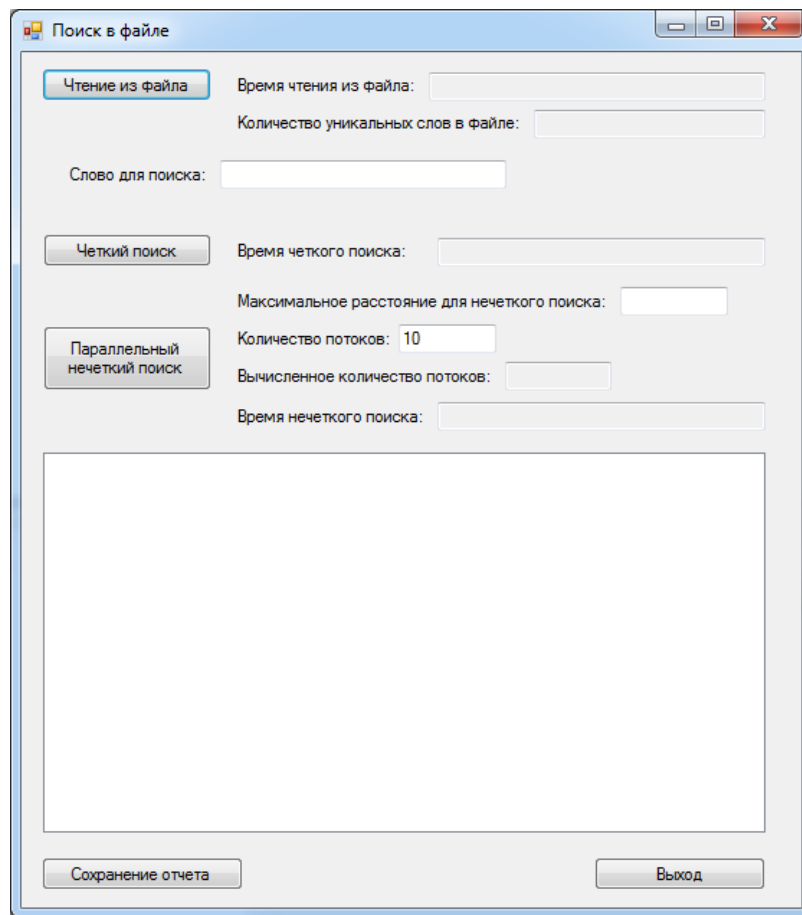 Поиск в файле
Чтение из файла
Время чтения из файла:
Количество уникальных слов в файле:
Слово для поиска:
Четкий поиск
Время четкого поиска:
Максимальное расстояние для нечеткого поиска:
Параллельный
нечеткий поиск
Количество потоков: 10
Вычисленное количество потоков:
Время нечеткого поиска:
Сохранение отчета
Выход